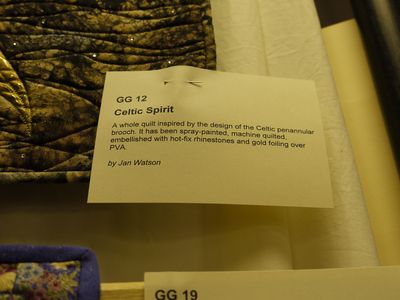 GG 12
Celtic Spirit
A whole quilt inspired by the design of the Celtic penannular
brooch. It has been spray-painted, machine quilted,
embellished with hot-fix rhinestones and gold foiling over
PVA
by Jan Watson
GG 19